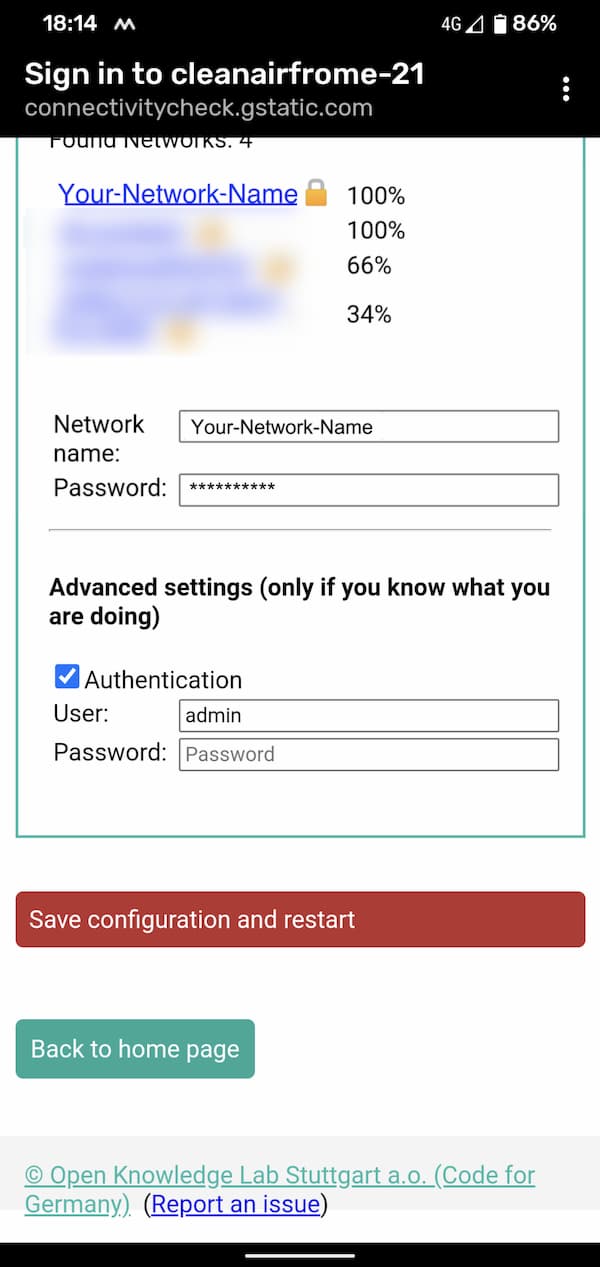 18:14
4G 86%
Sign in to cleanairfrome-21
connectivitycheck.gstatic.com
Found Networks: 4
Your-Network-Name 100%
100%
66%
34%
Network name: Your-Network-Name
Password: **********
Advanced settings (only if you know what you
are doing)
Authentication
User: admin
Password: Password
Save configuration and restart
Back to home page
© Open Knowledge Lab Stuttgart a.o. (Code for
Germany) (Report an issue)